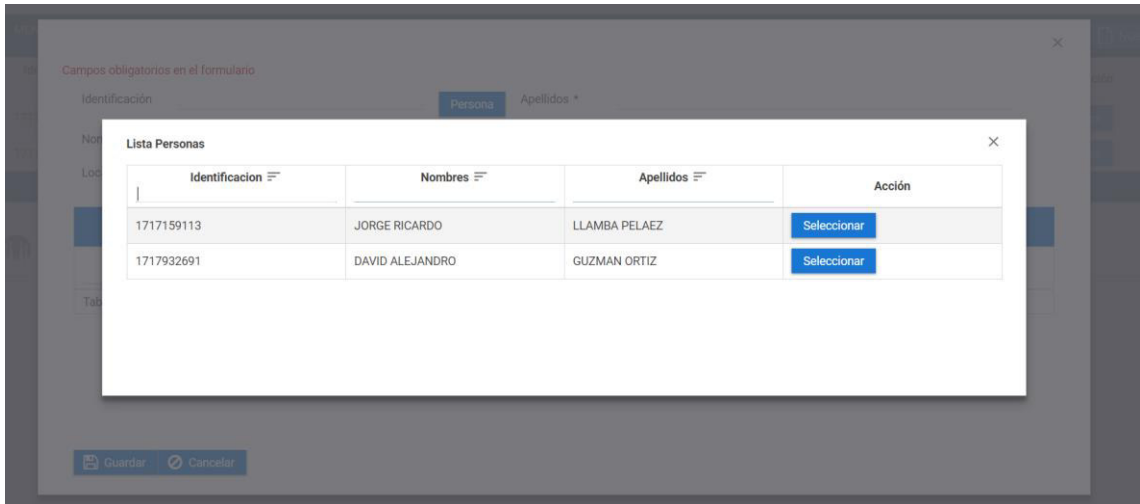 Campos obligatorios en el formulario
Identificación Persona Apellidos *
Lista Personas
Identificacion Nombres Apellidos Acción
1717159113 JORGE RICARDO LLAMBA PELAEZ Seleccionar
1717932691 DAVID ALEJANDRO GUZMAN ORTIZ Seleccionar
Guardar Cancelar